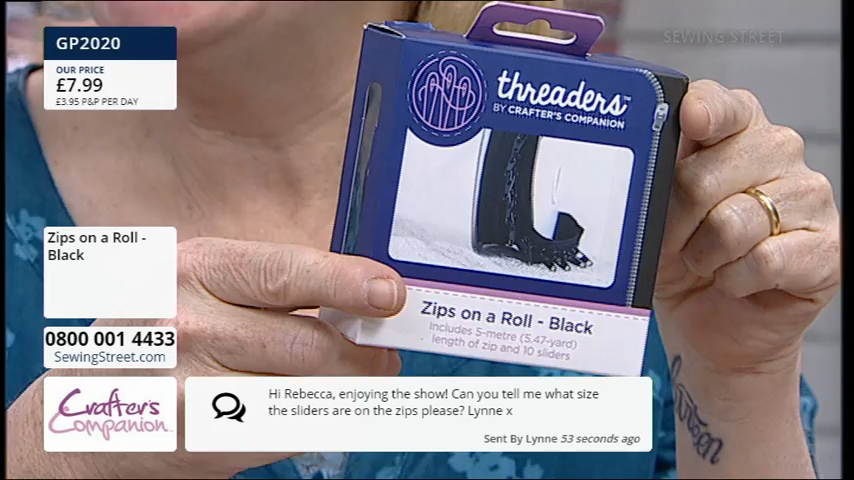 GP2020
OUR PRICE
£7.99
£3.95 P&P PER DAY
SEWING STREET
threaders™
BY CRAFTER'S COMPANION
Zips on a Roll - Black
Includes 5-metre (5.47-yard)
length of zip and 10 sliders
Zips on a Roll -
Black
0800 001 4433
SewingStreet.com
Crafter's
Companion
Hi Rebecca, enjoying the show! Can you tell me what size
the sliders are on the zips please? Lynne x
Sent By Lynne 53 seconds ago